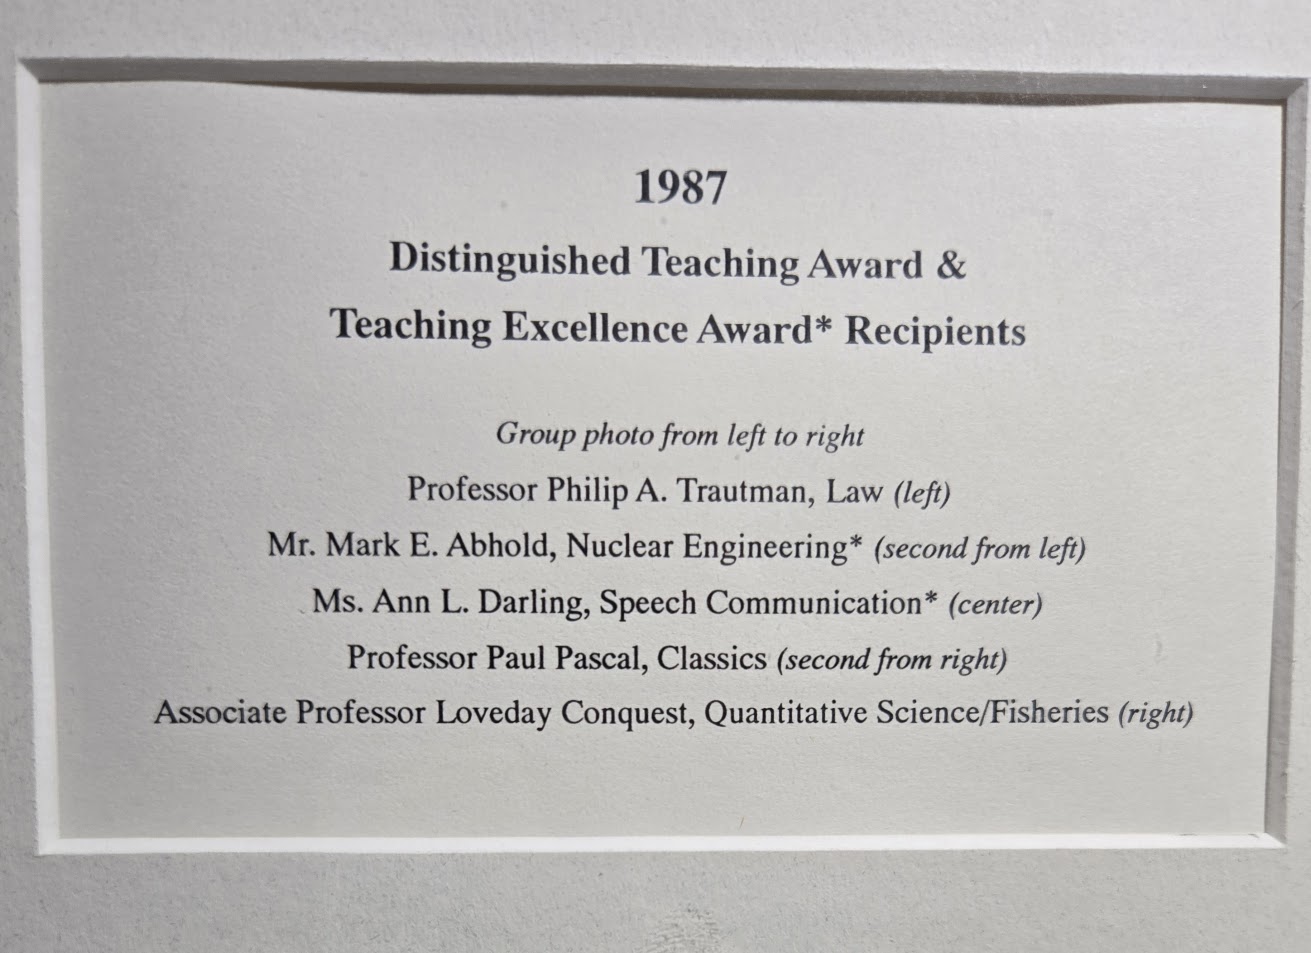 1987
Distinguished Teaching Award &
Teaching Excellence Award* Recipients
Group photo from left to right
Professor Philip A. Trautman, Law (left)
Mr. Mark E. Abhold, Nuclear Engineering* (second from left)
Ms. Ann L. Darling, Speech Communication* (center)
Professor Paul Pascal, Classics (second from right)
Associate Professor Loveday Conquest, Quantitative Science/Fisheries (right)